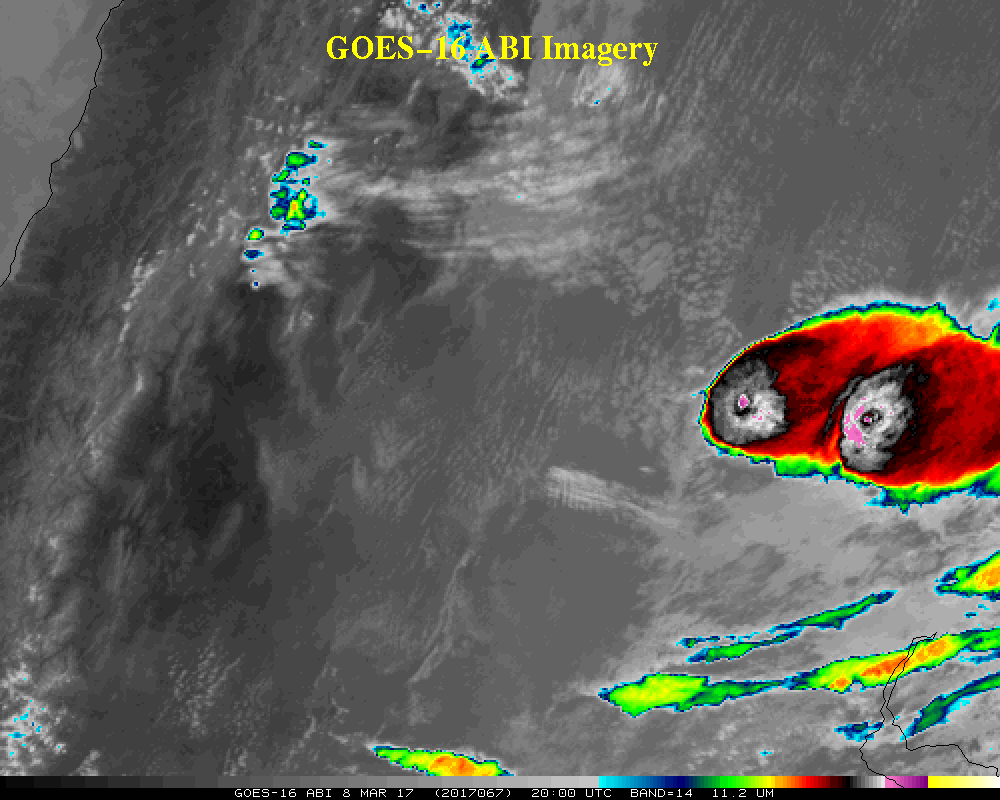 GOES-16 ABI Imagery
GOES-16 ABI 8 MAR 17 (2017067) 20:00 UTC BAND=14 11.2 UM